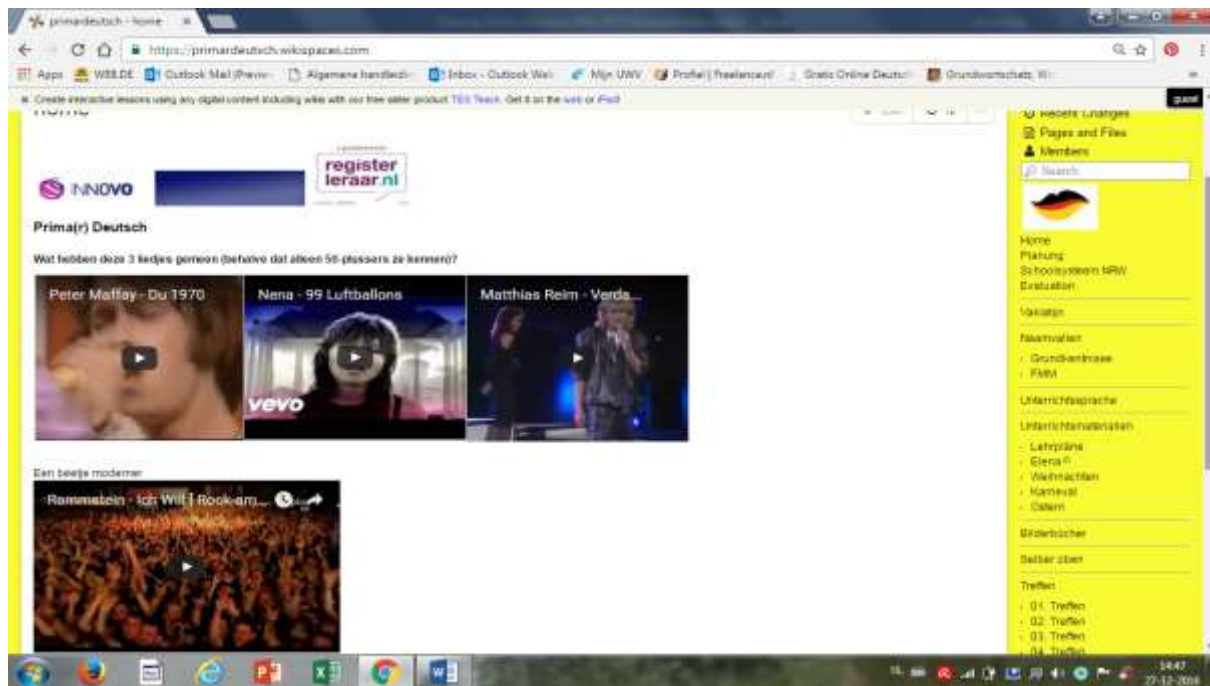 primardeutsch - home
https://primardeutsch.wikispaces.com
Apps WEB.DE Outlook Mail Algemene Inbox - Outlook Mijn UWV Profiel | Gratis Online
Create interactive lessons using any digital content including wikis with our free sister product TES Teach. Get it on the web or iPad!
guest
home
Recent Changes
Pages and Files
Members
Search
INNOVO
register
leraar.nl
Prima(r) Deutsch
Wat hebben deze 3 liedjes gemeen (behalve dat alleen 50-plussers ze kennen)?
Peter Maffay - Du 1970
Nena - 99 Luftballons
vevo
Matthias Reim - Verda...
Een beetje moderner
Rammstein - Ich Will | Rock-am...
Home
Planung
Schoolsysteem NRW
Evaluation
Naamvallen
Grundkentnisse
Unterrichtssprache
Unterrichtsmaterialien
Lehrpläne
Elena
Weihnachten
Karneval
Ostern
Bilderbücher
Selber üben
Treffen
01. Treffen
02. Treffen
03. Treffen
04. Treffen
14:47
27-12-2016